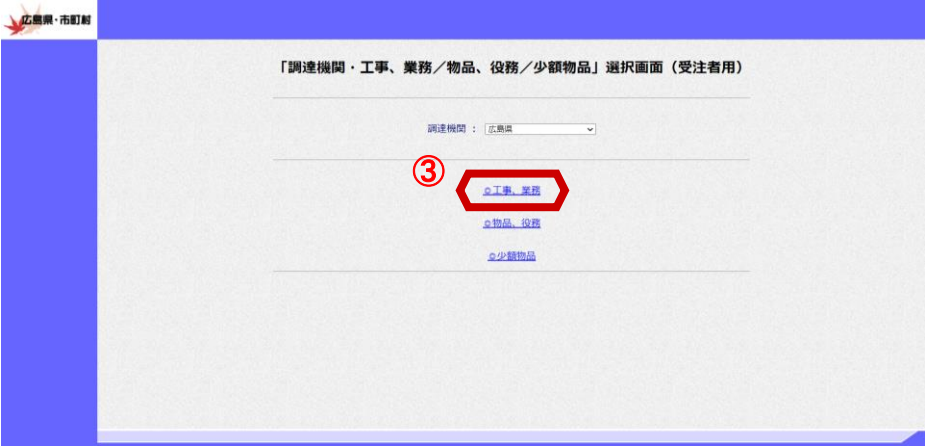 広島県・市町村
「調達機関・工事、業務／物品、役務／少額物品」選択画面（受注者用）
調達機関 ： 広島県
③
◎工事、業務
◎物品、役務
◎少額物品